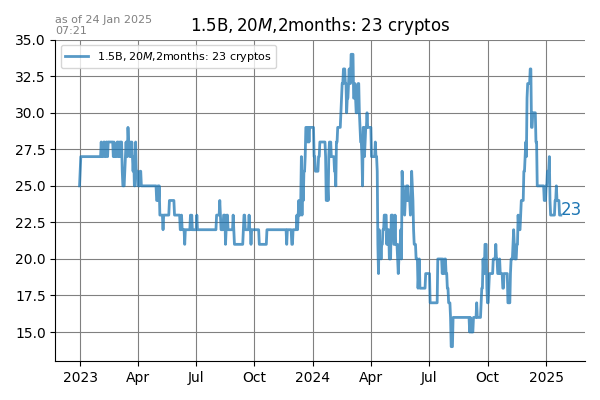 as of 24 Jan 2025
07:21
1.5B, 20M,2months: 23 cryptos
1.5B, 20M,2months: 23 cryptos
35.0
32.5
30.0
27.5
25.0
22.5
20.0
17.5
15.0
23
2023
Apr
Jul
Oct
2024
Apr
Jul
Oct
2025